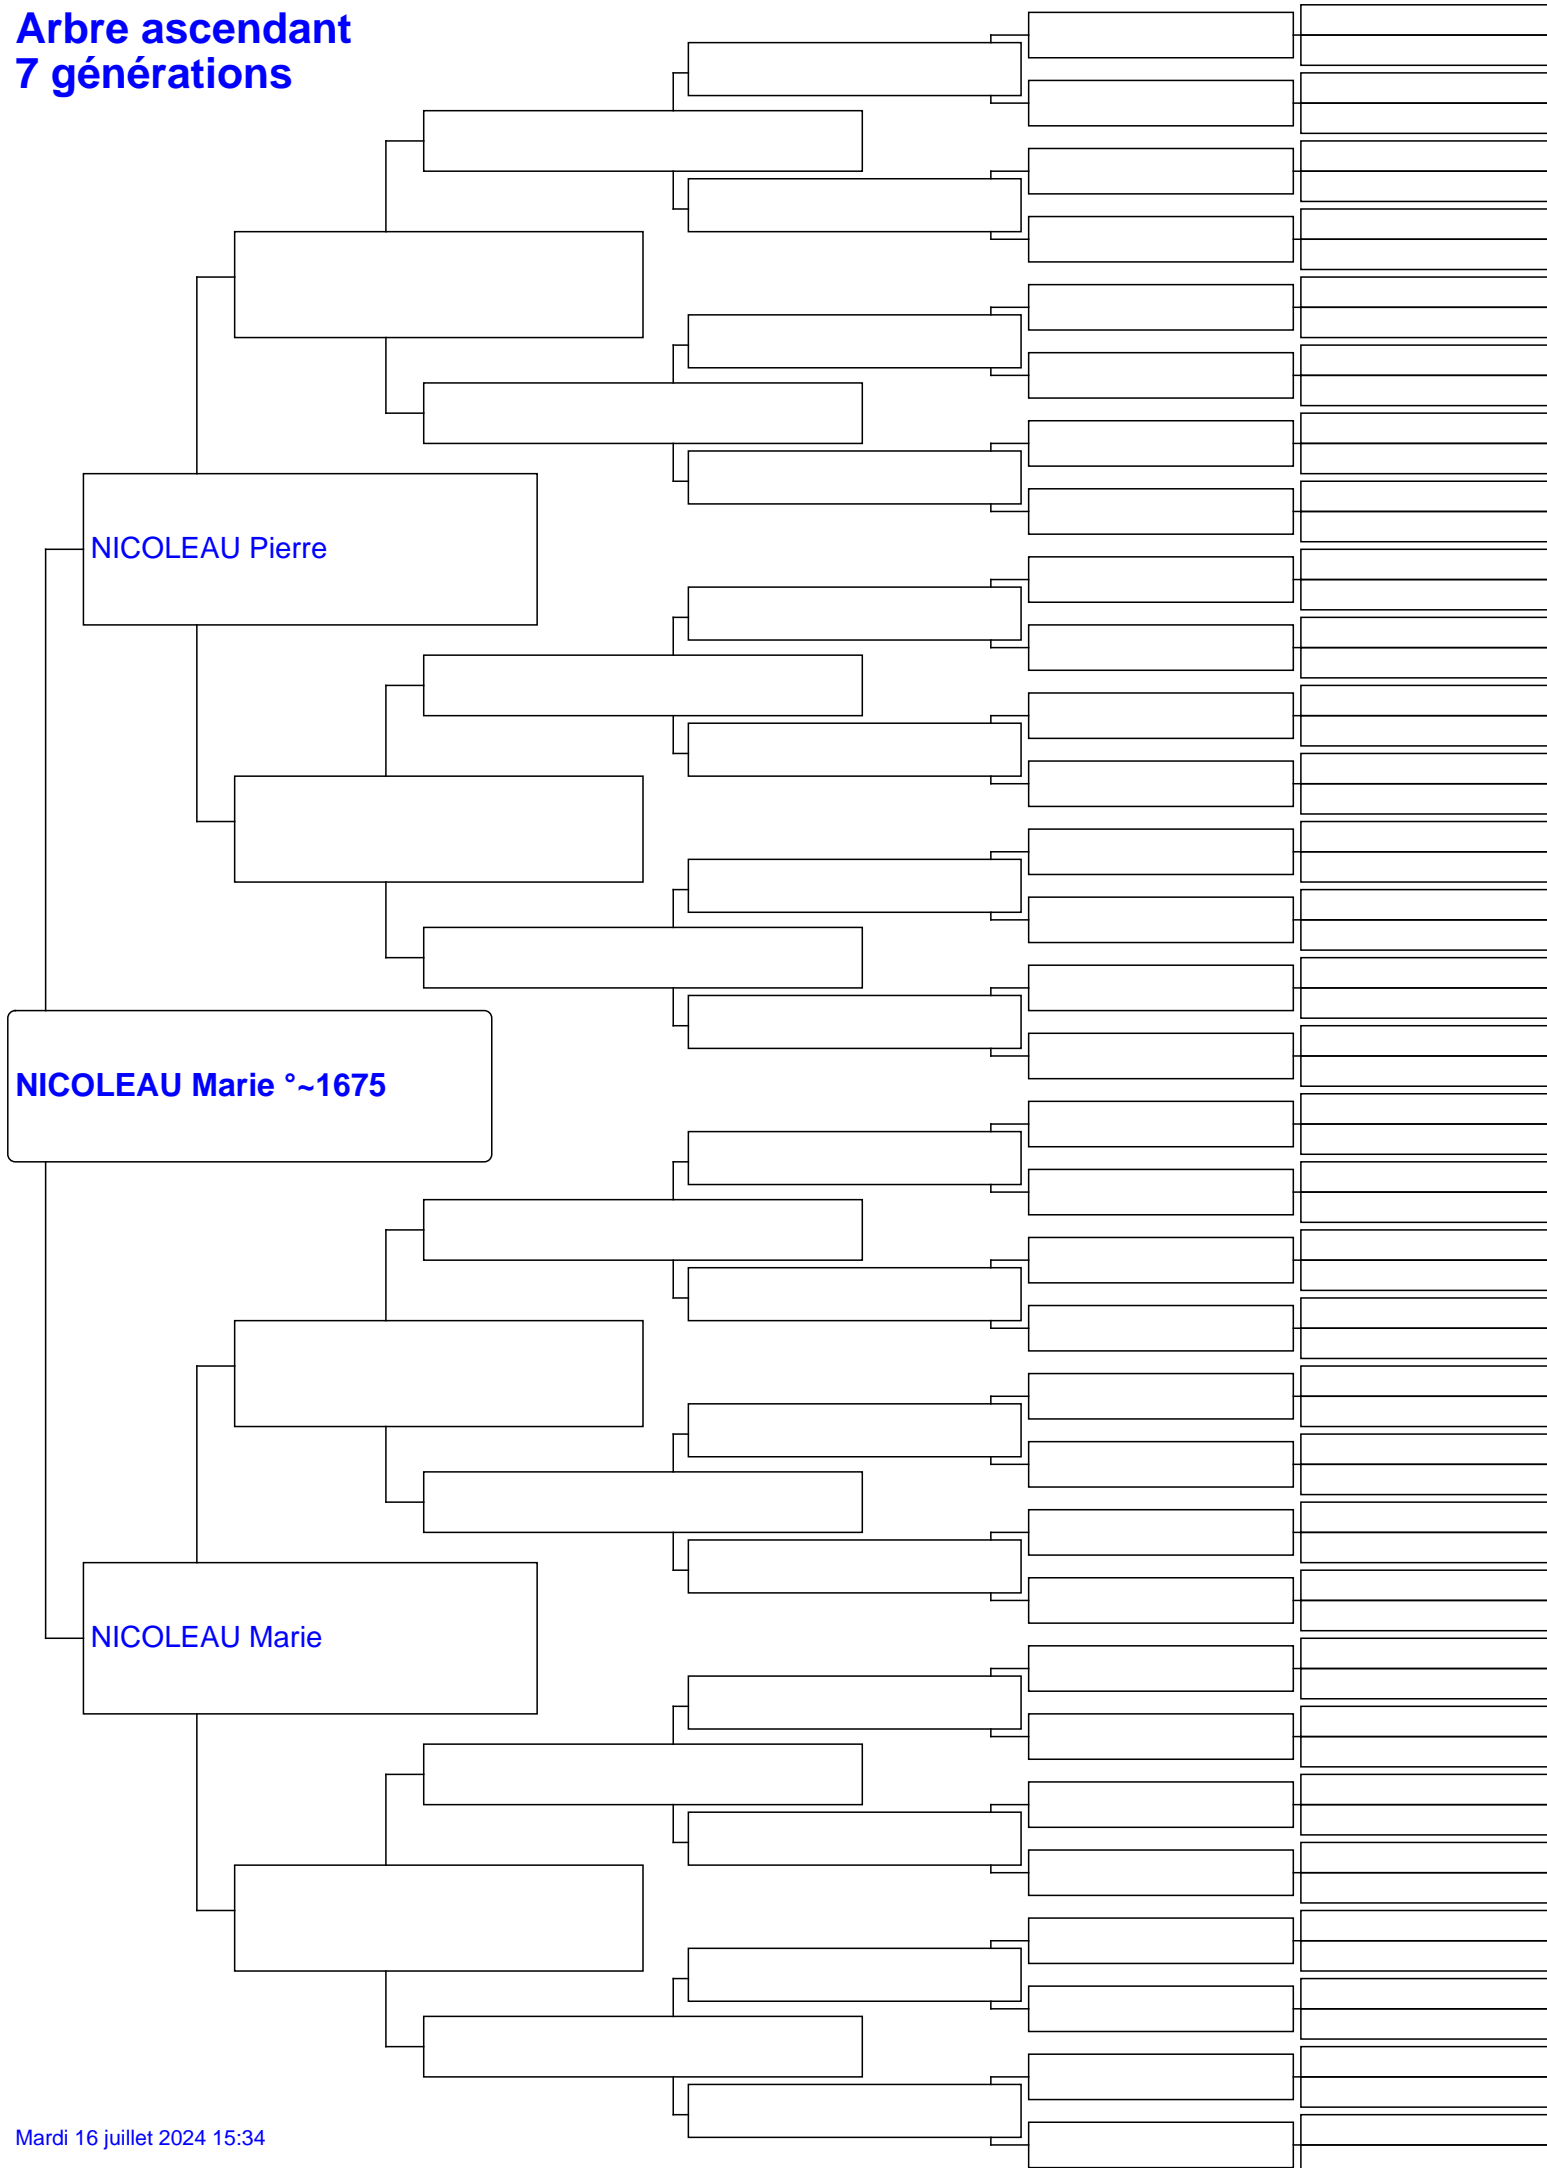 Arbre ascendant
7 générations
NICOLEAU Pierre
NICOLEAU Marie °~1675
NICOLEAU Marie
Mardi 16 juillet 2024 15:34